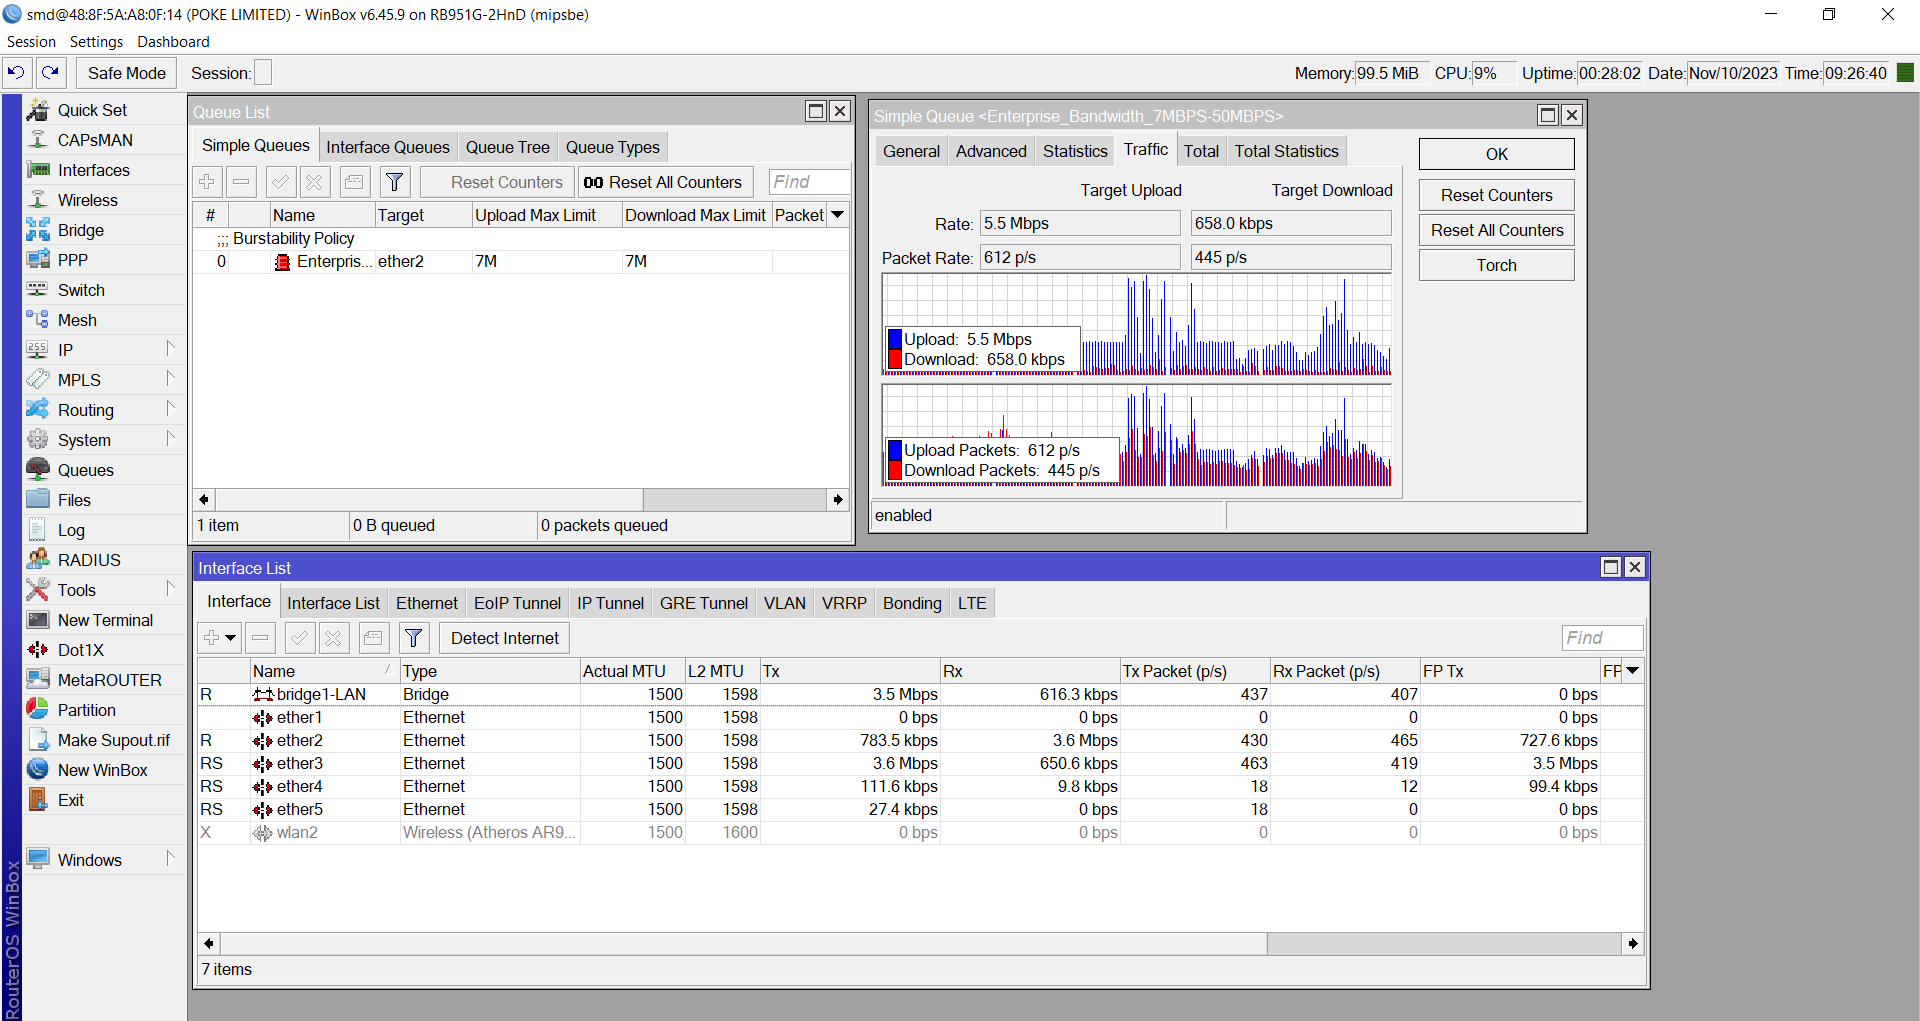 smd@48:8F:5A:A8:0F:14 (POKE LIMITED) - WinBox v6.45.9 on RB951G-2HnD (mipsbe)
Session Settings Dashboard
Safe Mode Session: Memory: 99.5 MiB CPU: 9% Uptime: 00:28:02 Date: Nov/10/2023 Time: 09:26:40
Quick Set
CAPsMAN
Interfaces
Wireless
Bridge
PPP
Switch
Mesh
IP
MPLS
Routing
System
Queues
Files
Log
RADIUS
Tools
New Terminal
Dot1X
MetaROUTER
Partition
Make Supout.rif
New WinBox
Exit
Windows
RouterOS WinBox
Queue List
Simple Queues Interface Queues Queue Tree Queue Types
Reset Counters 00 Reset All Counters Find
# Name Target Upload Max Limit Download Max Limit Packet
;;; Burstability Policy
0 Enterpris... ether2 7M 7M
1 item 0 B queued 0 packets queued
Simple Queue <Enterprise_Bandwidth_7MBPS-50MBPS>
General Advanced Statistics Traffic Total Total Statistics
Target Upload Target Download
Rate: 5.5 Mbps 658.0 kbps
Packet Rate: 612 p/s 445 p/s
Upload: 5.5 Mbps
Download: 658.0 kbps
Upload Packets: 612 p/s
Download Packets: 445 p/s
enabled
OK
Reset Counters
Reset All Counters
Torch
Interface List
Interface Interface List Ethernet EoIP Tunnel IP Tunnel GRE Tunnel VLAN VRRP Bonding LTE
Detect Internet Find
Name Type Actual MTU L2 MTU Tx Rx Tx Packet (p/s) Rx Packet (p/s) FP Tx FP
R bridge1-LAN Bridge 1500 1598 3.5 Mbps 616.3 kbps 437 407 0 bps
ether1 Ethernet 1500 1598 0 bps 0 bps 0 0 0 bps
R ether2 Ethernet 1500 1598 783.5 kbps 3.6 Mbps 430 465 727.6 kbps
RS ether3 Ethernet 1500 1598 3.6 Mbps 650.6 kbps 463 419 3.5 Mbps
RS ether4 Ethernet 1500 1598 111.6 kbps 9.8 kbps 18 12 99.4 kbps
RS ether5 Ethernet 1500 1598 27.4 kbps 0 bps 18 0 0 bps
X wlan2 Wireless (Atheros AR9... 1500 1600 0 bps 0 bps 0 0 0 bps
7 items